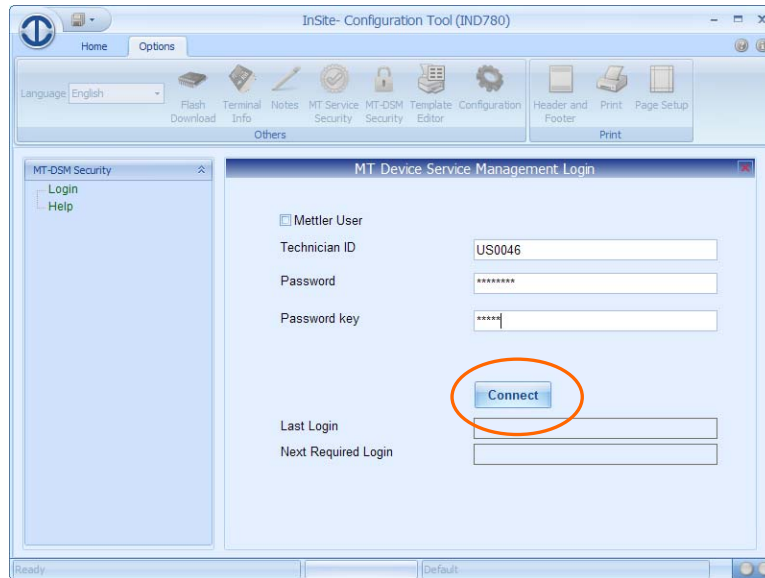 InSite- Configuration Tool (IND780)
Home Options
Language English
Flash Download
Terminal Info
Notes
MT Service Security
MT-DSM Security
Template Editor
Configuration
Header and Footer
Print
Page Setup
Others
Print
MT-DSM Security
Login
Help
MT Device Service Management Login
Mettler User
Technician ID US0046
Password ********
Password key *****
Connect
Last Login
Next Required Login
Ready
Default